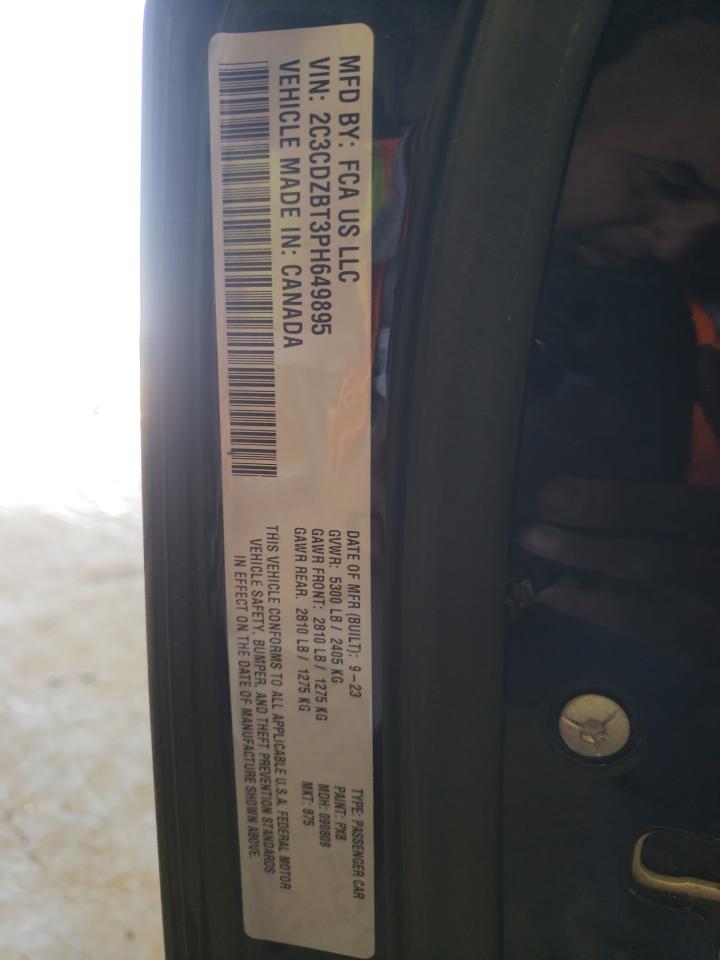 MFD BY: FCA US LLC
VIN: 2C3CDZBT3PH649895
VEHICLE MADE IN: CANADA
DATE OF MFR (BUILT): 9-23
GVWR: 5300 LB / 2405 KG
GAWR FRONT: 2810 LB / 1275 KG
GAWR REAR. 2810 LB / 1275 KG
THIS VEHICLE CONFORMS TO ALL APPLICABLE U.S.A. FEDERAL MOTOR
VEHICLE SAFETY, BUMPER, AND THEFT PREVENTION STANDARDS
IN EFFECT ON THE DATE OF MANUFACTURE SHOWN ABOVE.
TYPE: PASSENGER CAR
PAINT: PX8
MDH: 090809
MKT: 875